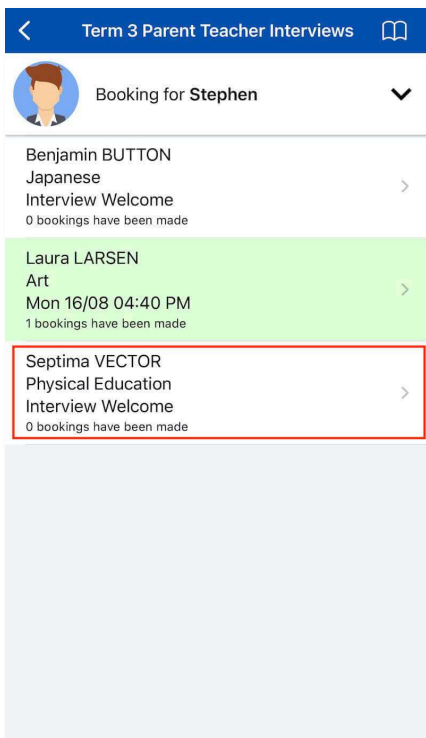 Term 3 Parent Teacher Interviews
Booking for Stephen
Benjamin BUTTON
Japanese
Interview Welcome
0 bookings have been made
Laura LARSEN
Art
Mon 16/08 04:40 PM
1 bookings have been made
Septima VECTOR
Physical Education
Interview Welcome
0 bookings have been made